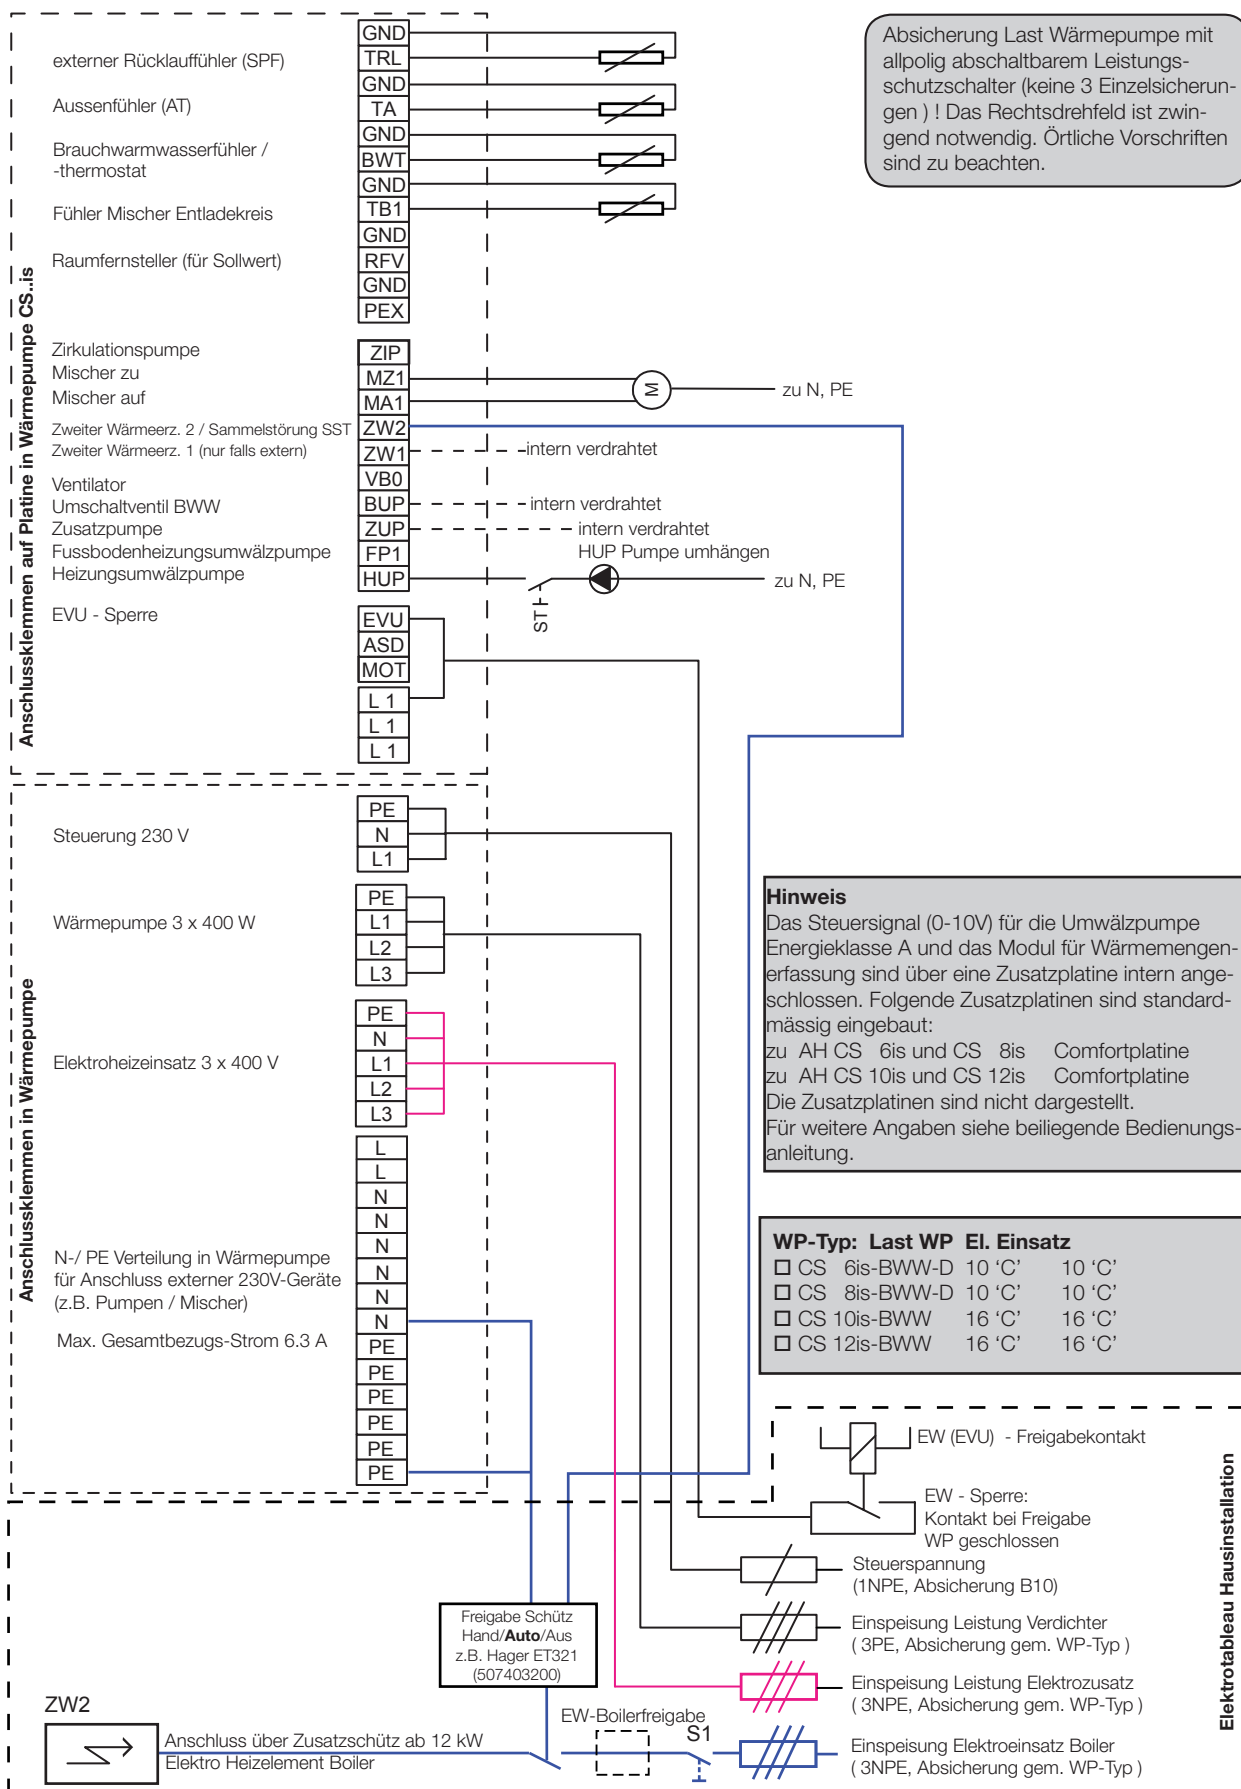 Absicherung Last Wärmepumpe mit
allpolig abschaltbarem Leistungs-
schutzschalter (keine 3 Einzelsicherun-
gen ) ! Das Rechtsdrehfeld ist zwin-
gend notwendig. Örtliche Vorschriften
sind zu beachten.
Anschlussklemmen auf Platine in Wärmepumpe CS..is
GND
externer Rücklauffühler (SPF) TRL
GND
Aussenfühler (AT) TA
GND
Brauchwarmwasserfühler / BWT
-thermostat
GND
Fühler Mischer Entladekreis TB1
GND
Raumfernsteller (für Sollwert) RFV
GND
PEX
Zirkulationspumpe ZIP
Mischer zu MZ1
M zu N, PE
Mischer auf MA1
Zweiter Wärmeerz. 2 / Sammelstörung SST ZW2
Zweiter Wärmeerz. 1 (nur falls extern) ZW1 intern verdrahtet
Ventilator VB0
Umschaltventil BWW BUP intern verdrahtet
Zusatzpumpe ZUP intern verdrahtet
Fussbodenheizungsumwälzpumpe FP1 HUP Pumpe umhängen
Heizungsumwälzpumpe HUP zu N, PE
ST
EVU - Sperre EVU
ASD
MOT
L 1
L 1
L 1
Anschlussklemmen in Wärmepumpe
PE
Steuerung 230 V N
L1
PE
Wärmepumpe 3 x 400 W L1
L2
L3
PE
N
Elektroheizeinsatz 3 x 400 V L1
L2
L3
L
L
N
N
N
N-/ PE Verteilung in Wärmepumpe
für Anschluss externer 230V-Geräte N
(z.B. Pumpen / Mischer) N
N
Max. Gesamtbezugs-Strom 6.3 A PE
PE
PE
PE
PE
PE
Hinweis
Das Steuersignal (0-10V) für die Umwälzpumpe
Energieklasse A und das Modul für Wärmemengen-
erfassung sind über eine Zusatzplatine intern ange-
schlossen. Folgende Zusatzplatinen sind standard-
mässig eingebaut:
zu AH CS 6is und CS 8is Comfortplatine
zu AH CS 10is und CS 12is Comfortplatine
Die Zusatzplatinen sind nicht dargestellt.
Für weitere Angaben siehe beiliegende Bedienungs-
anleitung.
WP-Typ: Last WP El. Einsatz
CS 6is-BWW-D 10 ‘C’ 10 ‘C’
CS 8is-BWW-D 10 ‘C’ 10 ‘C’
CS 10is-BWW 16 ‘C’ 16 ‘C’
CS 12is-BWW 16 ‘C’ 16 ‘C’
Elektrotableau Hausinstallation
EW (EVU) - Freigabekontakt
EW - Sperre:
Kontakt bei Freigabe
WP geschlossen
Steuerspannung
(1NPE, Absicherung B10)
Einspeisung Leistung Verdichter
( 3PE, Absicherung gem. WP-Typ )
Einspeisung Leistung Elektrozusatz
( 3NPE, Absicherung gem. WP-Typ )
Einspeisung Elektroeinsatz Boiler
( 3NPE, Absicherung gem. WP-Typ )
Freigabe Schütz
Hand/Auto/Aus
z.B. Hager ET321
(507403200)
EW-Boilerfreigabe
S1
ZW2
Anschluss über Zusatzschütz ab 12 kW
Elektro Heizelement Boiler